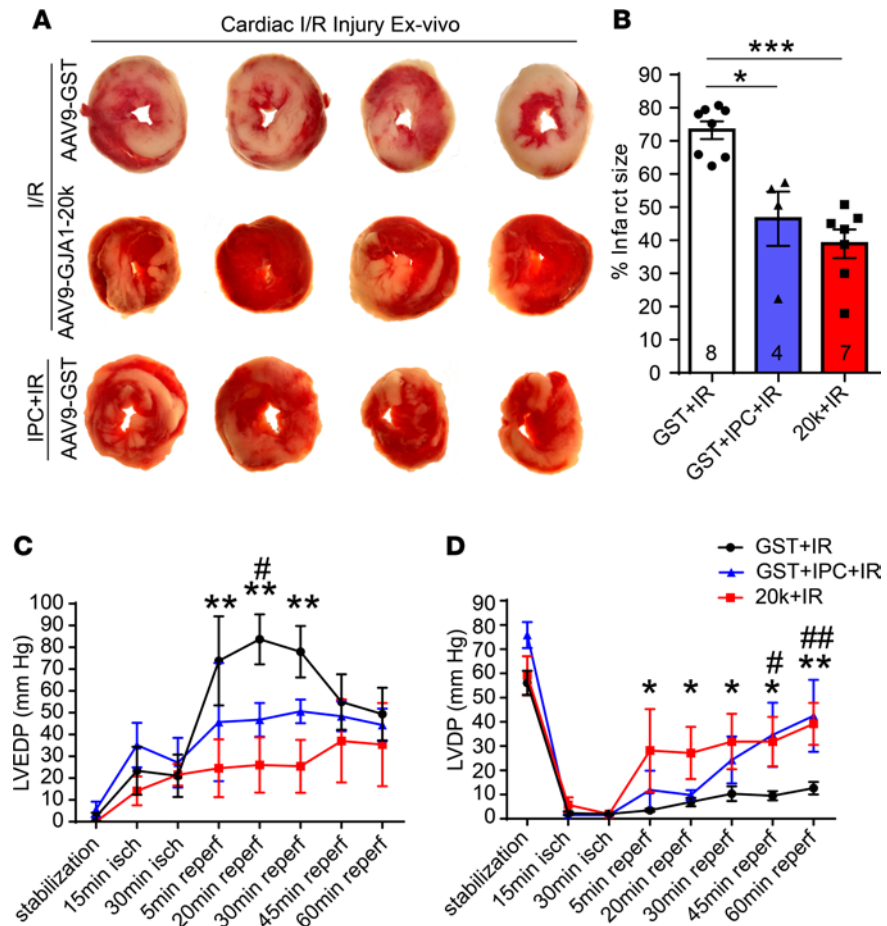 A
Cardiac I/R Injury Ex-vivo
I/R
AAV9-GST
AAV9-GJA1-20k
IPC+IR
AAV9-GST
B
***
*
% Infarct size
90
80
70
60
50
40
30
20
10
0
8
4
7
GST+IR
GST+IPC+IR
20k+IR
C
#
** ** **
LVEDP (mm Hg)
100
90
80
70
60
50
40
30
20
10
0
stabilization
15min isch
30min isch
5min reperf
20min reperf
30min reperf
45min reperf
60min reperf
D
GST+IR
GST+IPC+IR
20k+IR
# ##
* * * * **
LVDP (mm Hg)
90
80
70
60
50
40
30
20
10
0
stabilization
15min isch
30min isch
5min reperf
20min reperf
30min reperf
45min reperf
60min reperf